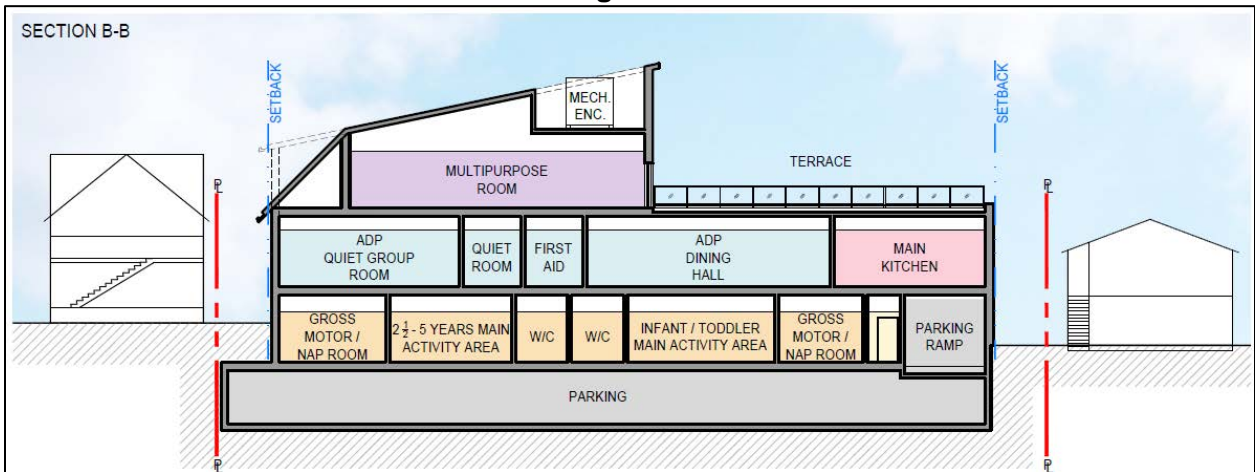 SECTION B-B
SETBACK
SETBACK
MECH.
ENC.
MULTIPURPOSE
ROOM
TERRACE
PL
PL
ADP
QUIET GROUP
ROOM
QUIET
ROOM
FIRST
AID
ADP
DINING
HALL
MAIN
KITCHEN
GROSS
MOTOR /
NAP ROOM
2 1/2 - 5 YEARS MAIN
ACTIVITY AREA
W/C
W/C
INFANT / TODDLER
MAIN ACTIVITY AREA
GROSS
MOTOR /
NAP ROOM
PARKING
RAMP
PARKING
PL
PL